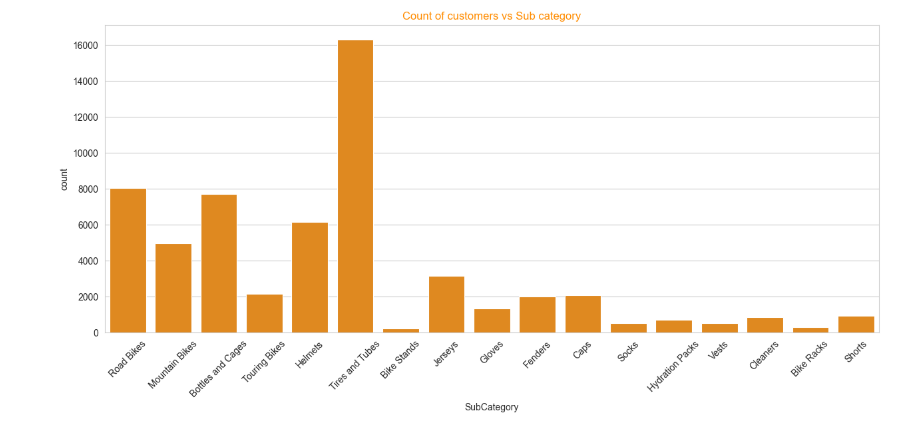 Count of customers vs Sub category
16000
14000
12000
10000
8000
6000
4000
2000
0
count
Road Bikes
Mountain Bikes
Bottles and Cages
Touring Bikes
Helmets
Tires and Tubes
Bike Stands
Jerseys
Gloves
Fenders
Caps
Socks
Hydration Packs
Vests
Cleaners
Bike Racks
Shorts
SubCategory